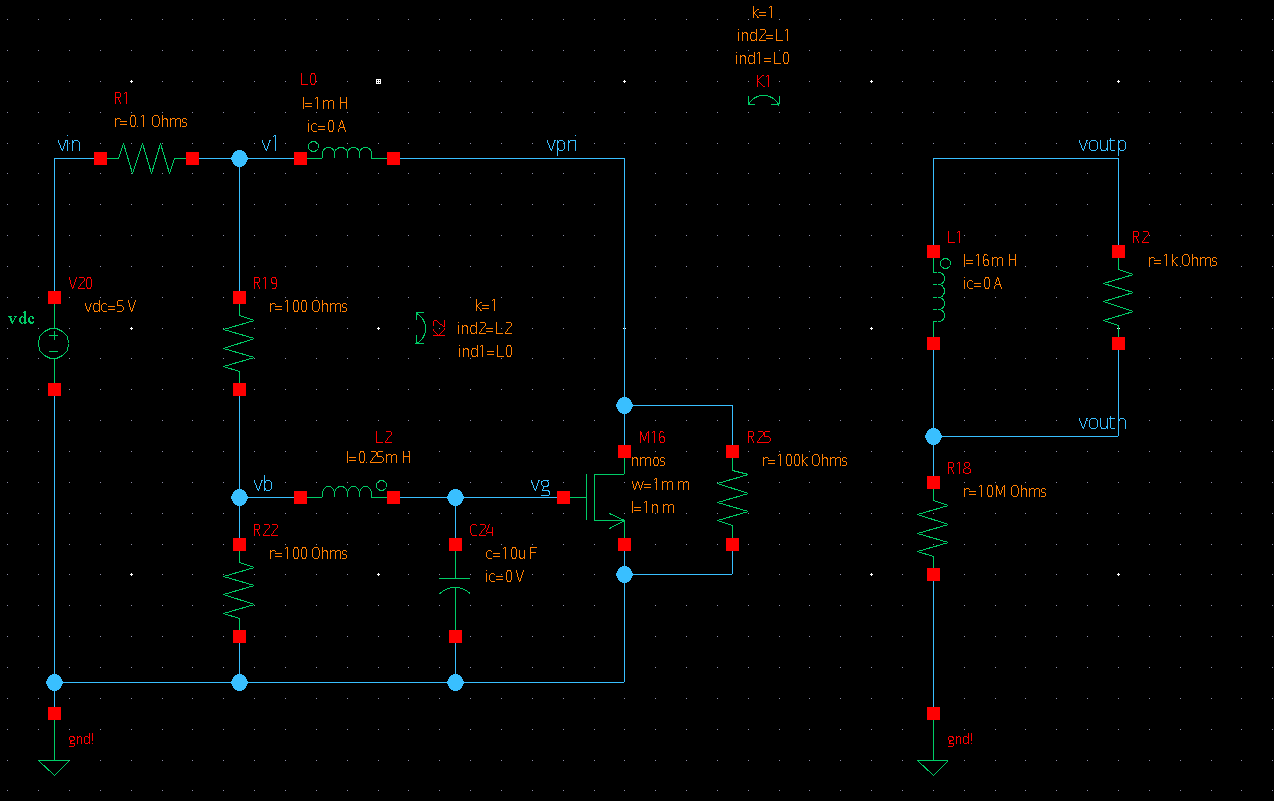 k=1
ind2=L1
ind1=L0
K1
L0
l=1m H
ic=0 A
R1
r=0.1 Ohms
vin
v1
vpri
voutp
L1
l=16m H
ic=0 A
R2
r=1k Ohms
V20
vdc=5 V
vdc
R19
r=100 Ohms
K2
k=1
ind2=L2
ind1=L0
voutn
L2
l=0.25m H
M16
nmos
w=1m m
l=1n m
R25
r=100k Ohms
vb
vg
R18
r=10M Ohms
R22
r=100 Ohms
C24
c=10u F
ic=0 V
gnd!
gnd!